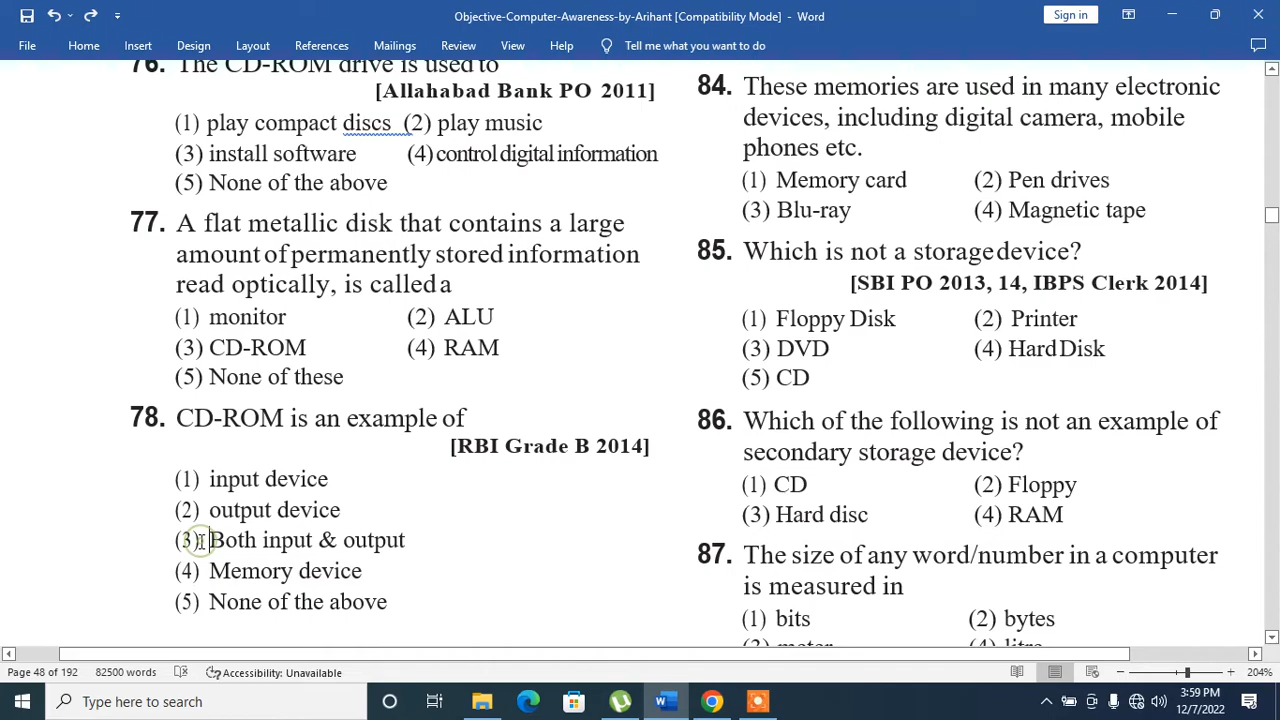 Objective-Computer-Awareness-by-Arihant [Compatibility Mode] - Word
Sign in
File Home Insert Design Layout References Mailings Review View Help Tell me what you want to do
76. The CD-ROM drive is used to
[Allahabad Bank PO 2011]
(1) play compact discs (2) play music
(3) install software (4) control digital information
(5) None of the above
77. A flat metallic disk that contains a large
amount of permanently stored information
read optically, is called a
(1) monitor (2) ALU
(3) CD-ROM (4) RAM
(5) None of these
78. CD-ROM is an example of
[RBI Grade B 2014]
(1) input device
(2) output device
(3) Both input & output
(4) Memory device
(5) None of the above
84. These memories are used in many electronic
devices, including digital camera, mobile
phones etc.
(1) Memory card (2) Pen drives
(3) Blu-ray (4) Magnetic tape
85. Which is not a storage device?
[SBI PO 2013, 14, IBPS Clerk 2014]
(1) Floppy Disk (2) Printer
(3) DVD (4) Hard Disk
(5) CD
86. Which of the following is not an example of
secondary storage device?
(1) CD (2) Floppy
(3) Hard disc (4) RAM
87. The size of any word/number in a computer
is measured in
(1) bits (2) bytes
(3) meter (4) litre
Page 48 of 192 82500 words Accessibility: Unavailable 204%
Type here to search
3:59 PM
12/7/2022